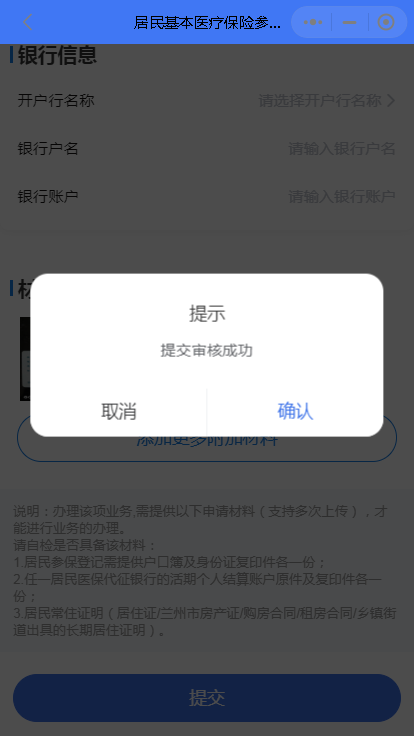 居民基本医疗保险参...
银行信息
开户行名称
请选择开户行名称
银行户名
请输入银行户名
银行账户
请输入银行账户
提示
提交审核成功
取消
确认
添加更多附加材料
说明：办理该项业务,需提供以下申请材料（支持多次上传），才
能进行业务的办理。
请自检是否具备该材料：
1.居民参保登记需提供户口簿及身份证复印件各一份；
2.任一居民医保代征银行的活期个人结算账户原件及复印件各一
份；
3.居民常住证明（居住证/兰州市房产证/购房合同/租房合同/乡镇街
道出具的长期居住证明）。
提交